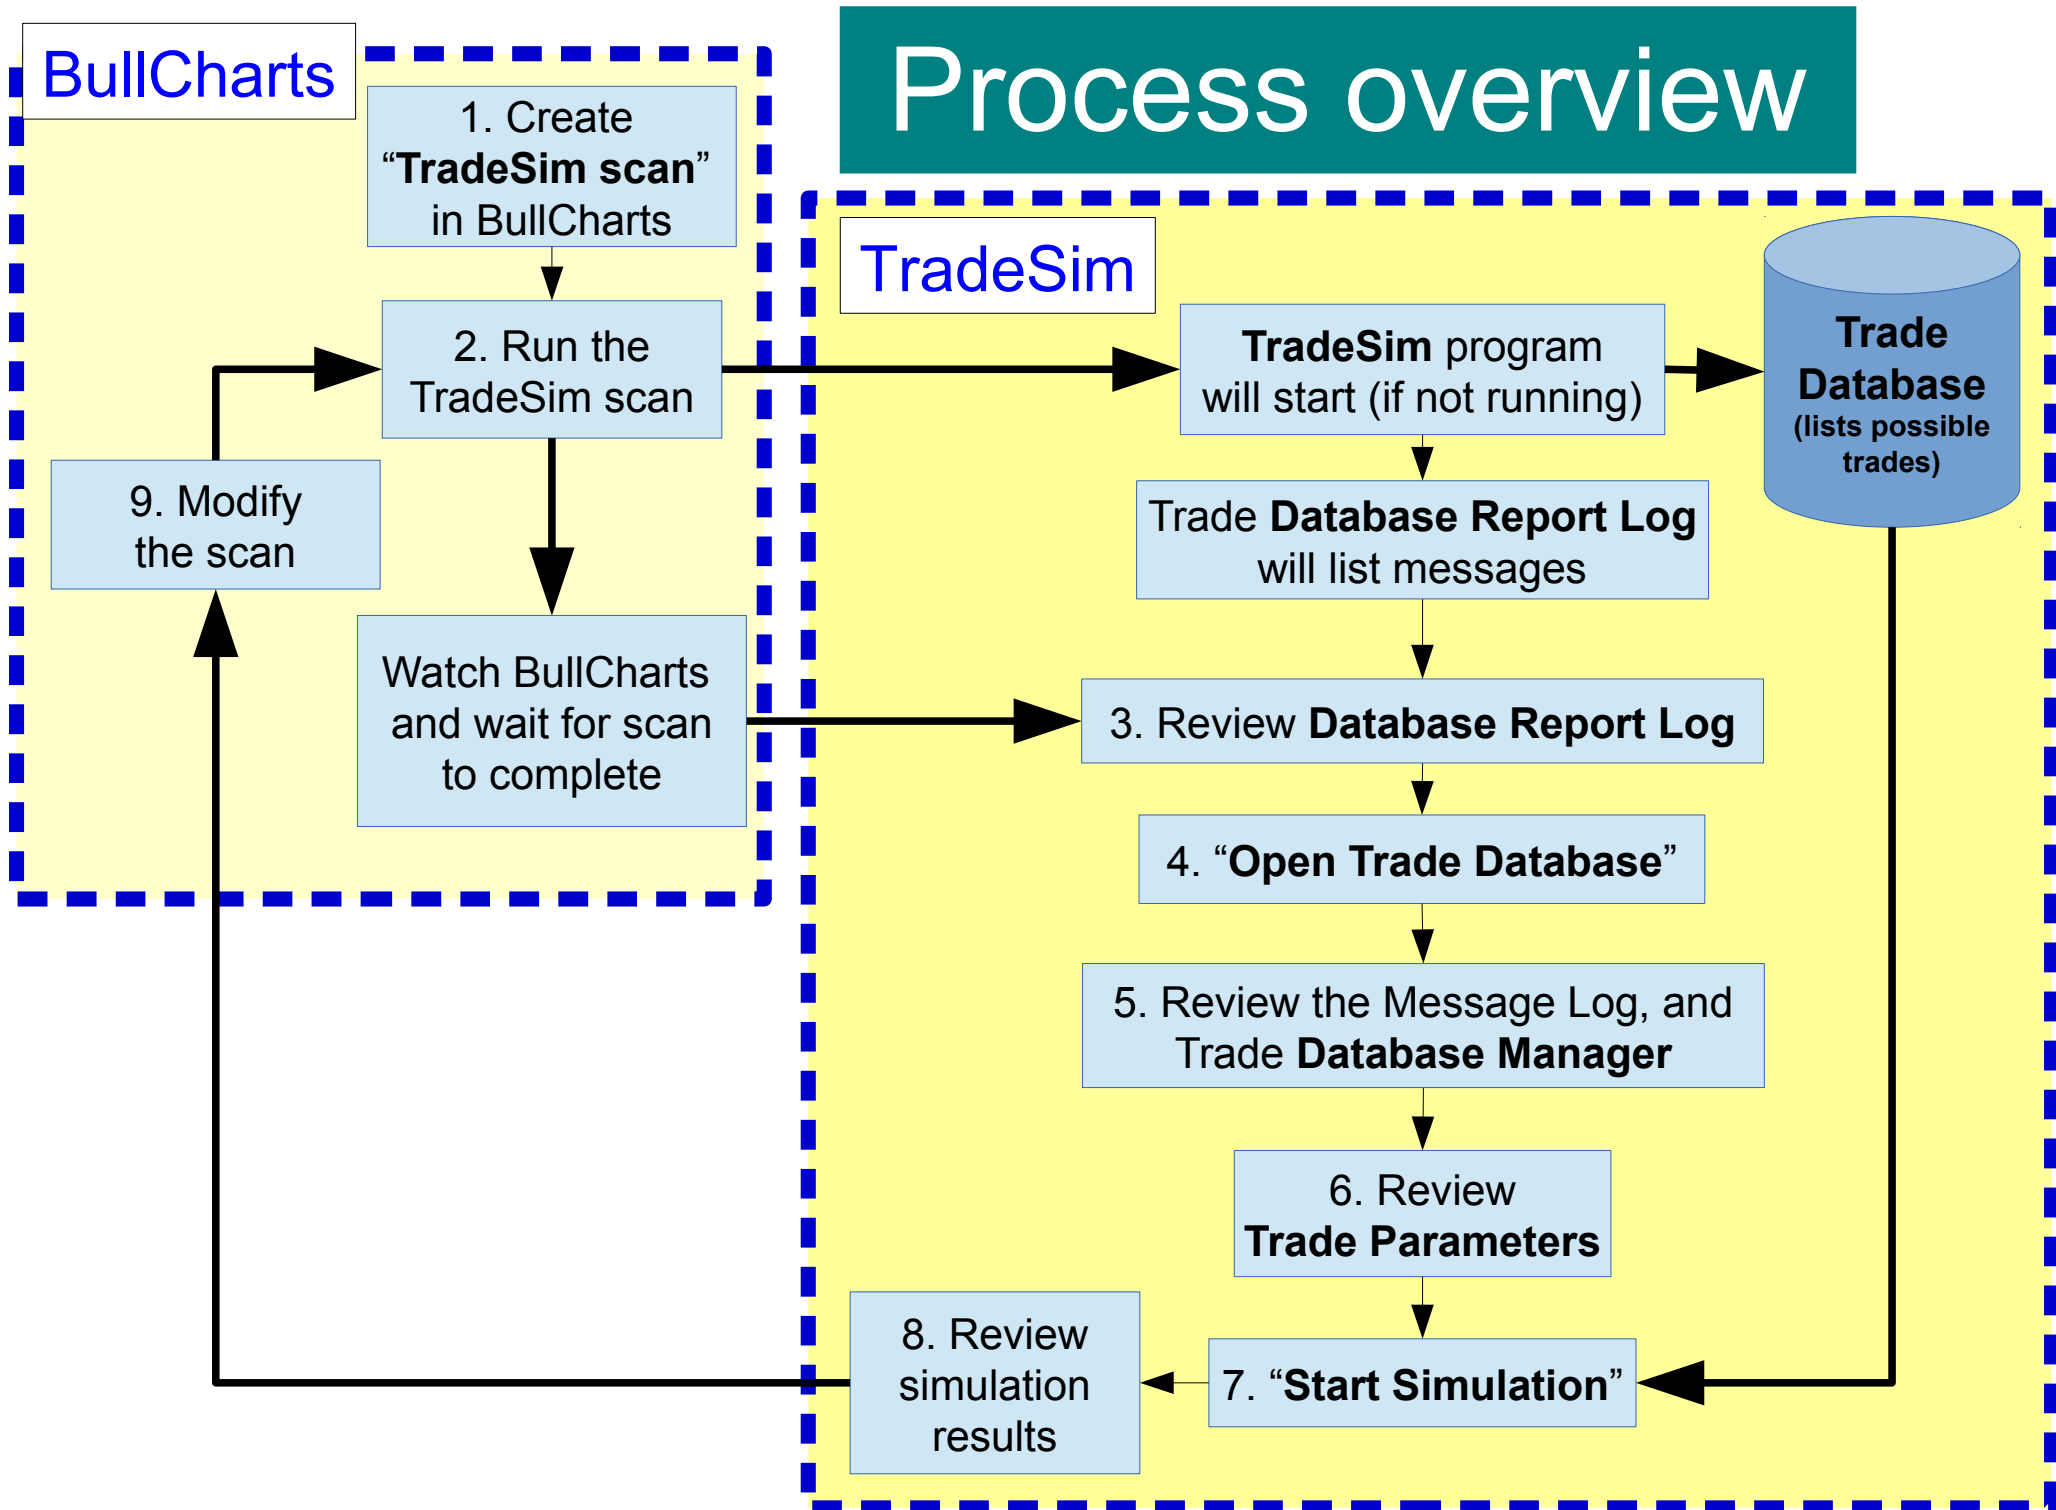 BullCharts
Process overview
1. Create
“TradeSim scan”
in BullCharts
2. Run the
TradeSim scan
9. Modify
the scan
Watch BullCharts
and wait for scan
to complete
TradeSim
TradeSim program
will start (if not running)
Trade
Database
(lists possible
trades)
Trade Database Report Log
will list messages
3. Review Database Report Log
4. “Open Trade Database”
5. Review the Message Log, and
Trade Database Manager
6. Review
Trade Parameters
7. “Start Simulation”
8. Review
simulation
results